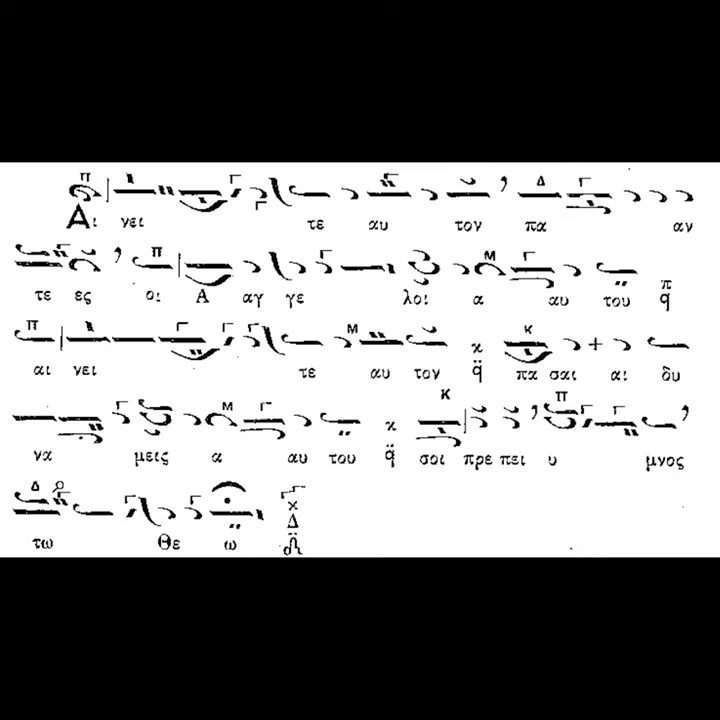 Αι νει τε αυ τον πα αν
τε ες οι Α αγ γε λοι α αυ του π q
αι νει τε αυ τον κ q πα σαι αι δυ
να μεις α αυ του κ q σοι πρε πει υ μνος
τω Θε ω Δ